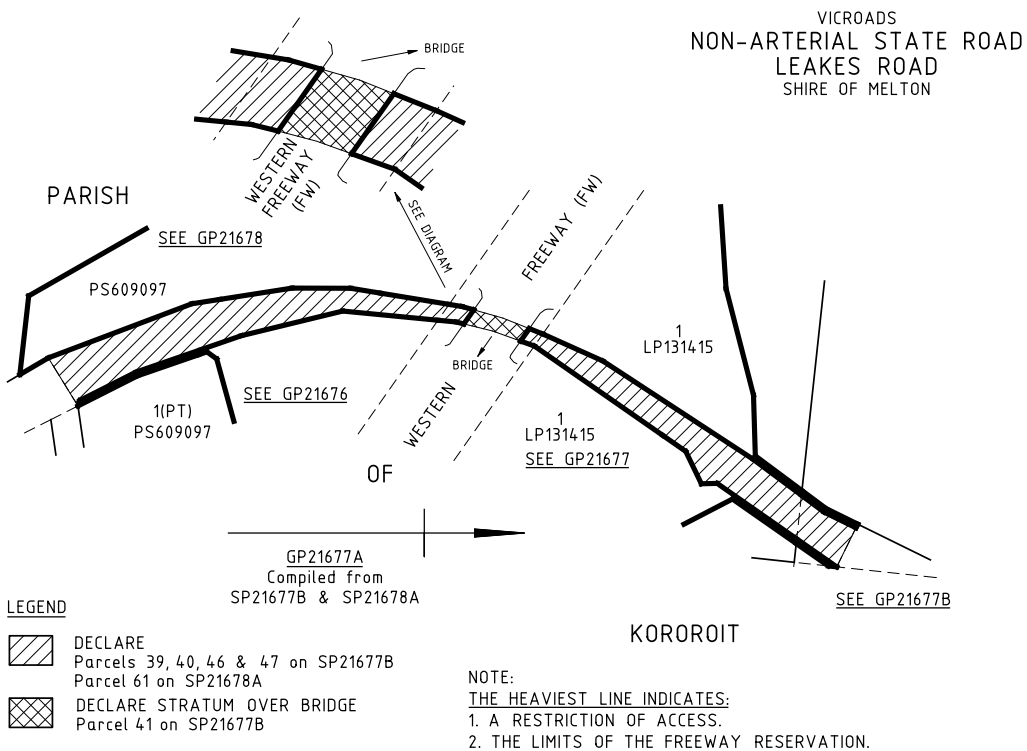 VICROADS
NON-ARTERIAL STATE ROAD
LEAKES ROAD
SHIRE OF MELTON
BRIDGE
WESTERN
FREEWAY
(FW)
PARISH
SEE GP21678
SEE DIAGRAM
FREEWAY (FW)
PS609097
1
LP131415
BRIDGE
SEE GP21676
1(PT)
PS609097
WESTERN
1
LP131415
SEE GP21677
OF
GP21677A
Compiled from
SP21677B & SP21678A
SEE GP21677B
LEGEND
KOROROIT
DECLARE
Parcels 39, 40, 46 & 47 on SP21677B
Parcel 61 on SP21678A
DECLARE STRATUM OVER BRIDGE
Parcel 41 on SP21677B
NOTE:
THE HEAVIEST LINE INDICATES:
1. A RESTRICTION OF ACCESS.
2. THE LIMITS OF THE FREEWAY RESERVATION.